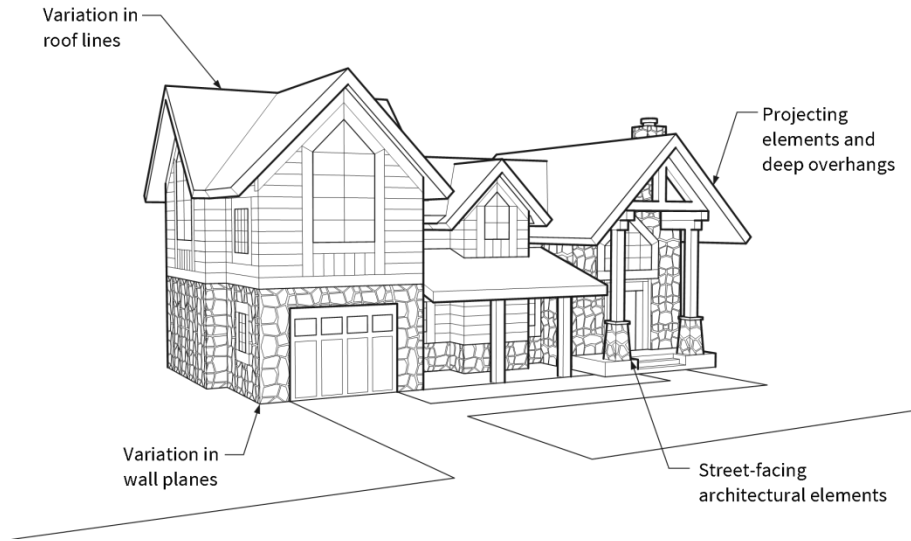 Variation in
roof lines
Projecting
elements and
deep overhangs
Variation in
wall planes
Street-facing
architectural elements